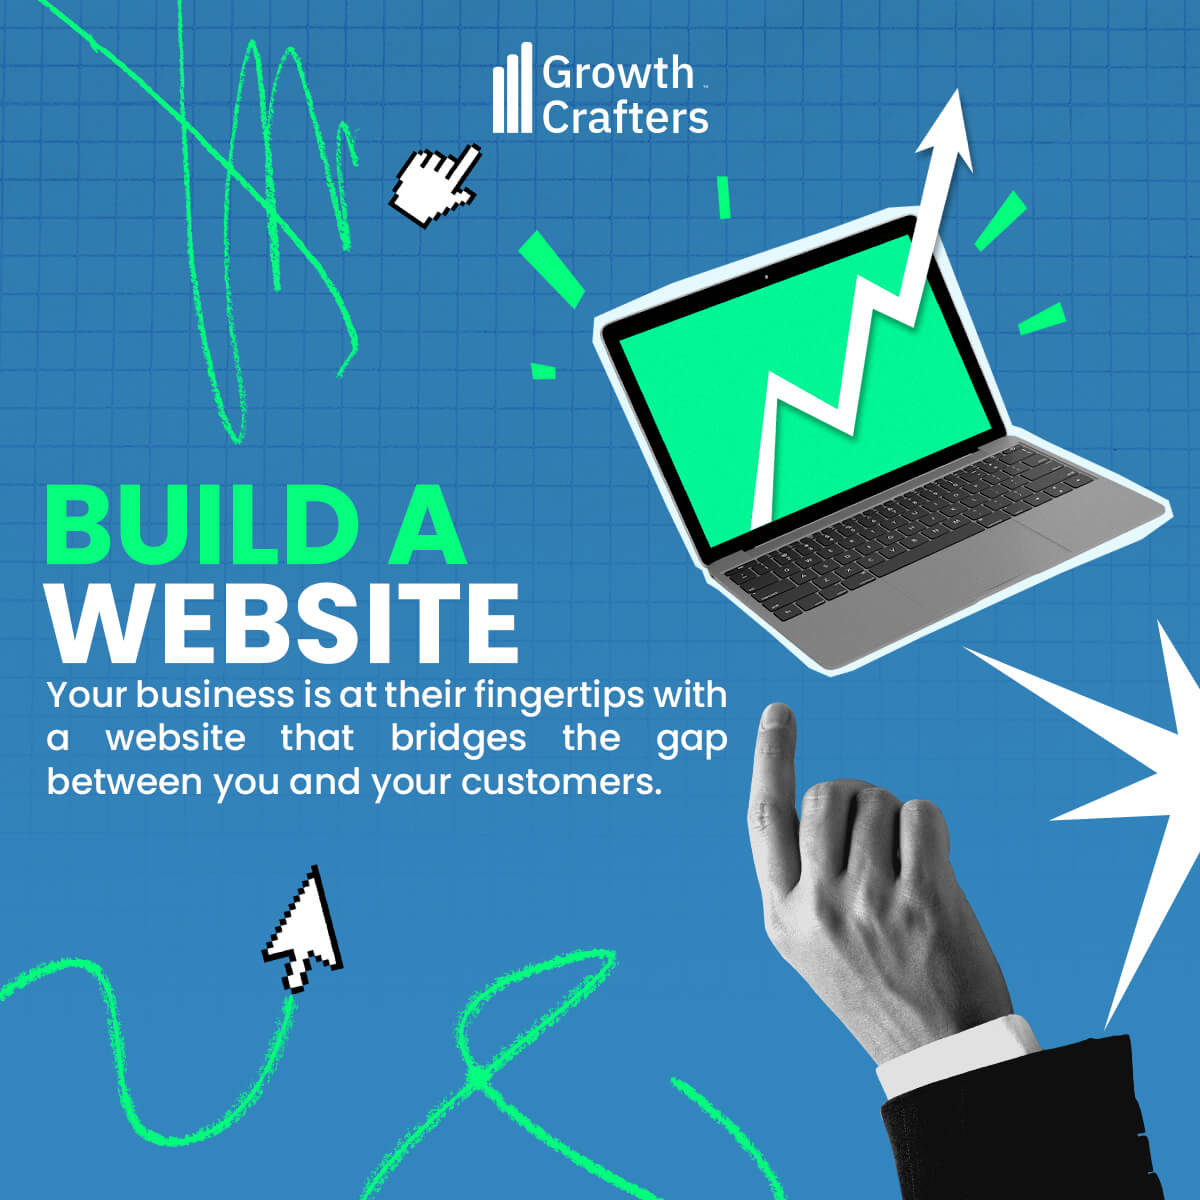 Growth
Crafters
BUILD A
WEBSITE
Your business is at their fingertips with
a website that bridges the gap
between you and your customers.